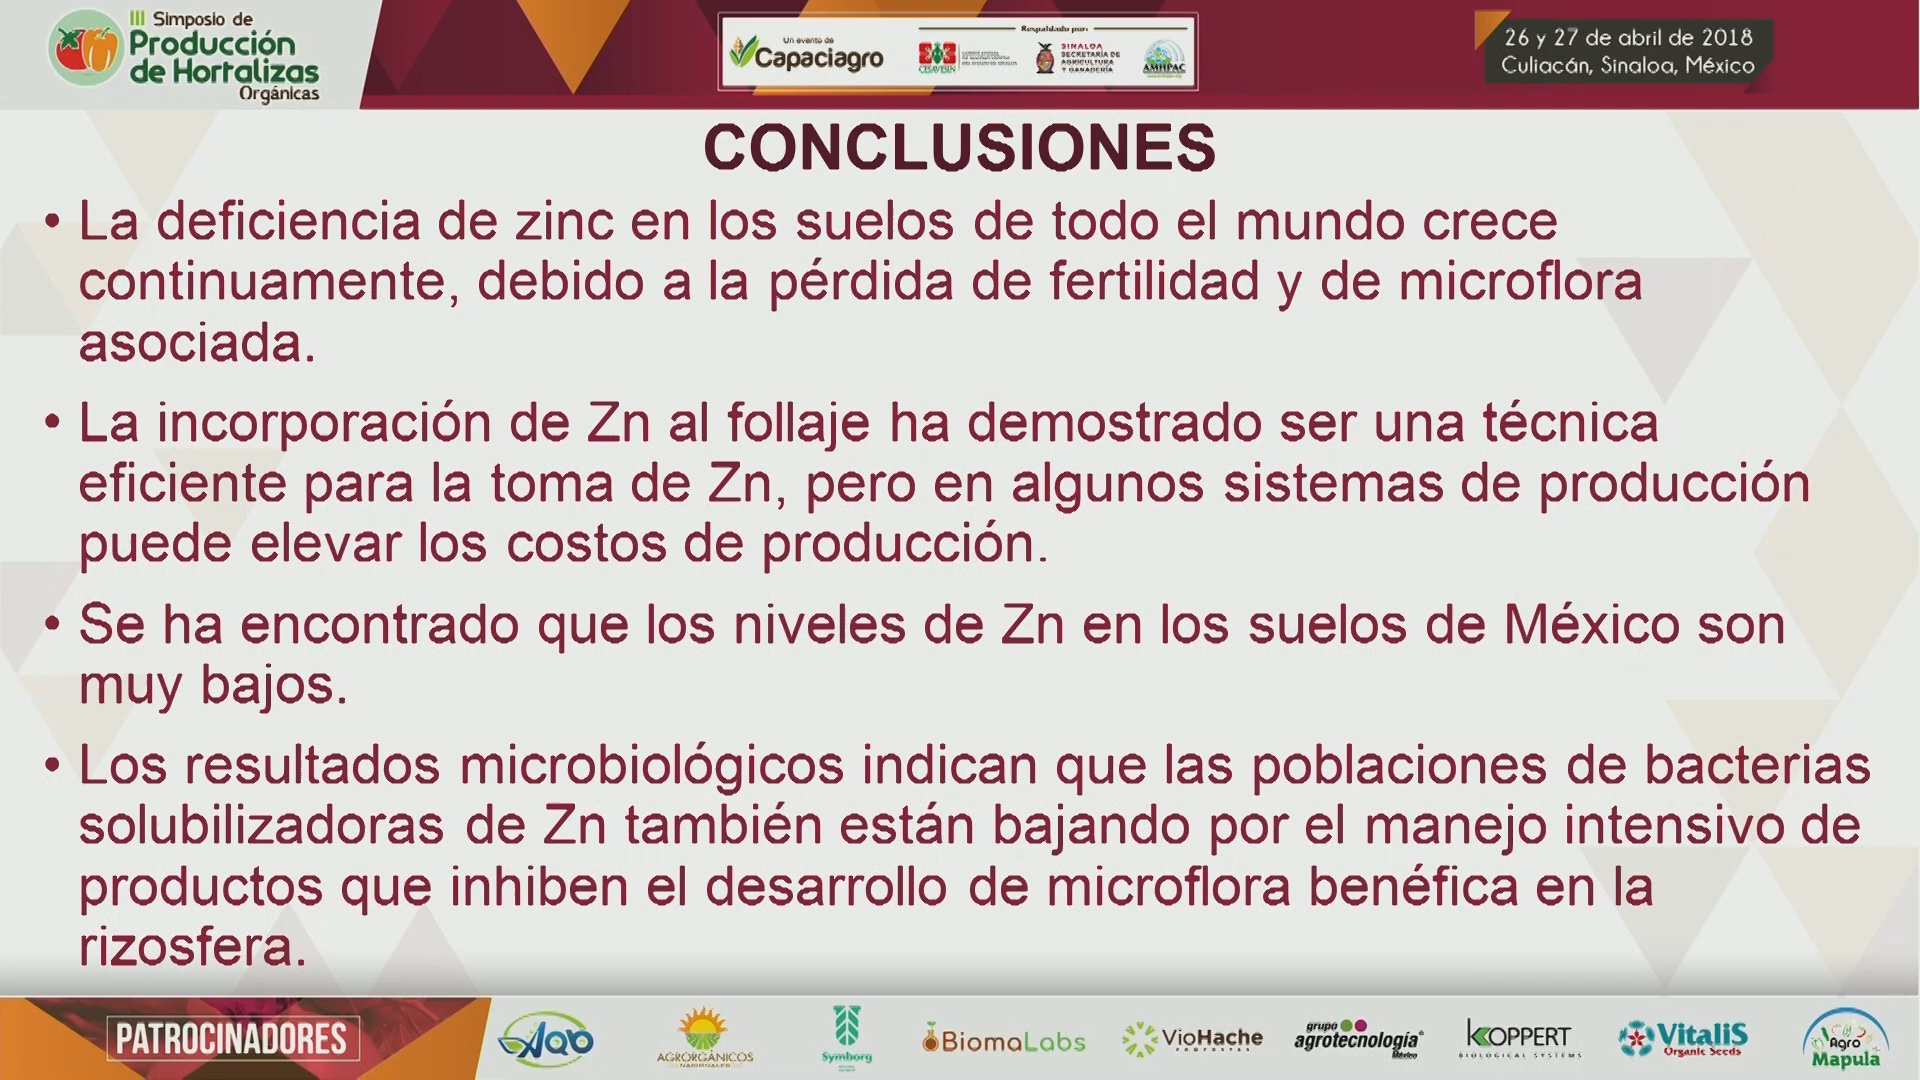 III Simposio de
Producción
de Hortalizas
Orgánicas
Un evento de
Capaciagro
Respaldado por:
CESAVESIN
SINALOA
SECRETARÍA DE
AGRICULTURA
Y GANADERÍA
AMHPAC
26 y 27 de abril de 2018
Culiacán, Sinaloa, México
CONCLUSIONES
• La deficiencia de zinc en los suelos de todo el mundo crece
continuamente, debido a la pérdida de fertilidad y de microflora
asociada.
• La incorporación de Zn al follaje ha demostrado ser una técnica
eficiente para la toma de Zn, pero en algunos sistemas de producción
puede elevar los costos de producción.
• Se ha encontrado que los niveles de Zn en los suelos de México son
muy bajos.
• Los resultados microbiológicos indican que las poblaciones de bacterias
solubilizadoras de Zn también están bajando por el manejo intensivo de
productos que inhiben el desarrollo de microflora benéfica en la
rizosfera.
PATROCINADORES
AGRORGÁNICOS
NACIONALES
Symborg
BiomaLabs
VioHache
grupo
agrotecnología
México
KOPPERT
BIOLOGICAL SYSTEMS
VitaliS
Organic Seeds
Agro
Mapula